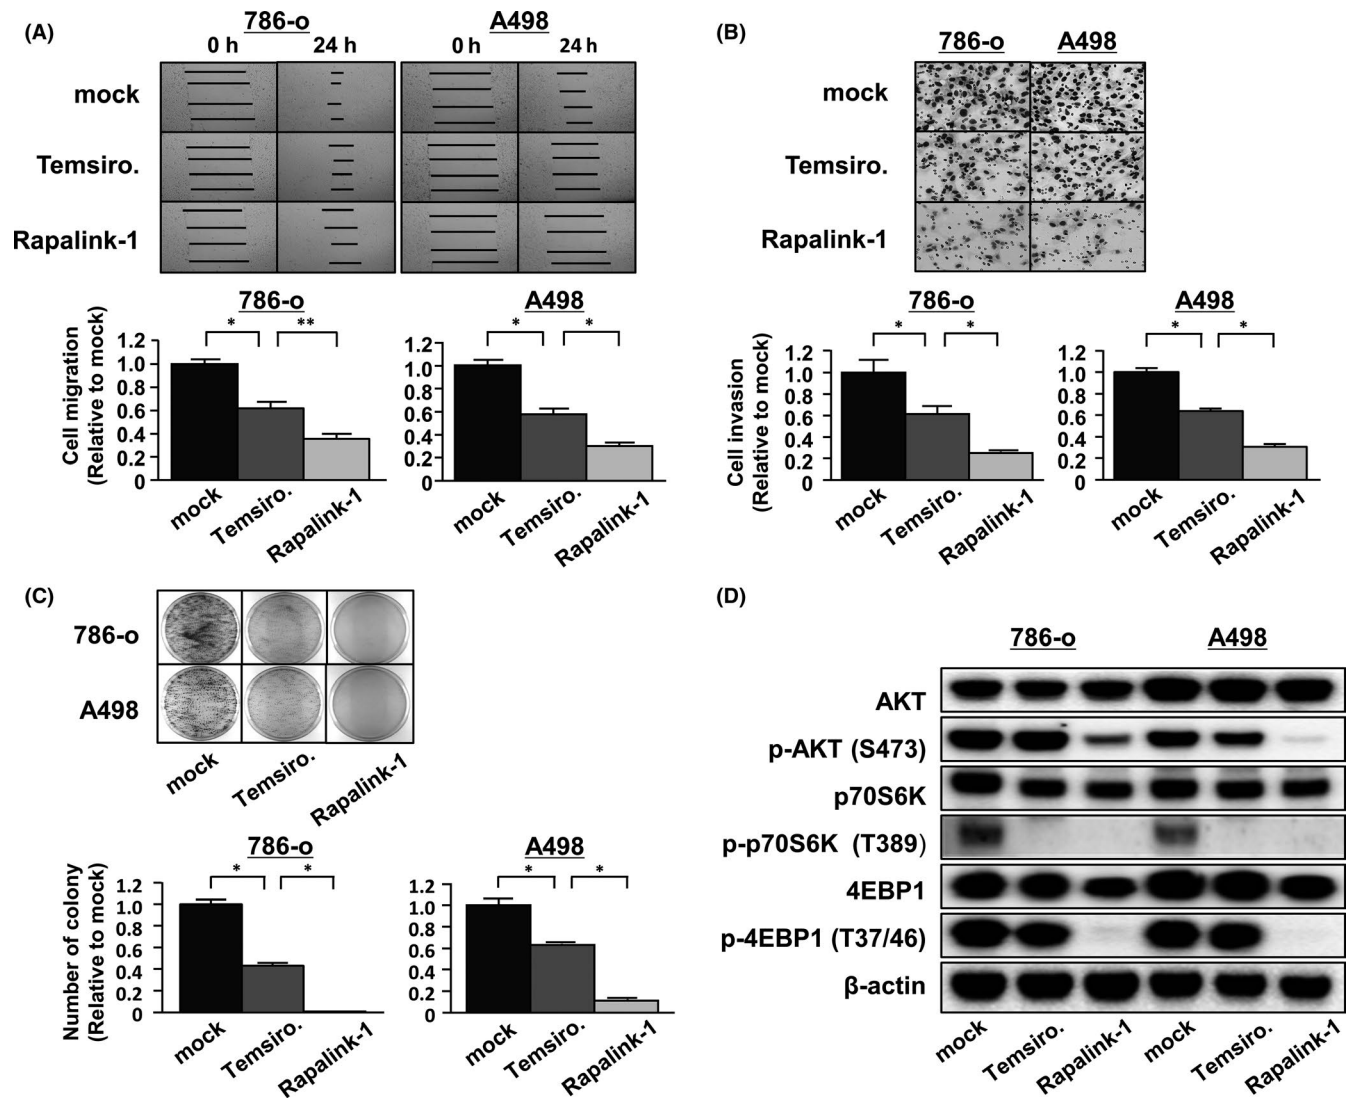 (A)
786-o A498
0 h 24 h 0 h 24 h
mock
Temsiro.
Rapalink-1
786-o A498
* ** * *
Cell migration
(Relative to mock)
1.2 1.0 0.8 0.6 0.4 0.2 0
1.2 1.0 0.8 0.6 0.4 0.2 0
mock Temsiro. Rapalink-1 mock Temsiro. Rapalink-1
(B)
786-o A498
mock
Temsiro.
Rapalink-1
786-o A498
* * * *
Cell invasion
(Relative to mock)
1.2 1.0 0.8 0.6 0.4 0.2 0
1.2 1.0 0.8 0.6 0.4 0.2 0
mock Temsiro. Rapalink-1 mock Temsiro. Rapalink-1
(C)
786-o
A498
mock Temsiro. Rapalink-1
786-o A498
* * * *
Number of colony
(Relative to mock)
1.2 1.0 0.8 0.6 0.4 0.2 0
1.2 1.0 0.8 0.6 0.4 0.2 0
mock Temsiro. Rapalink-1 mock Temsiro. Rapalink-1
(D)
786-o A498
AKT
p-AKT (S473)
p70S6K
p-p70S6K (T389)
4EBP1
p-4EBP1 (T37/46)
β-actin
mock Temsiro. Rapalink-1 mock Temsiro. Rapalink-1